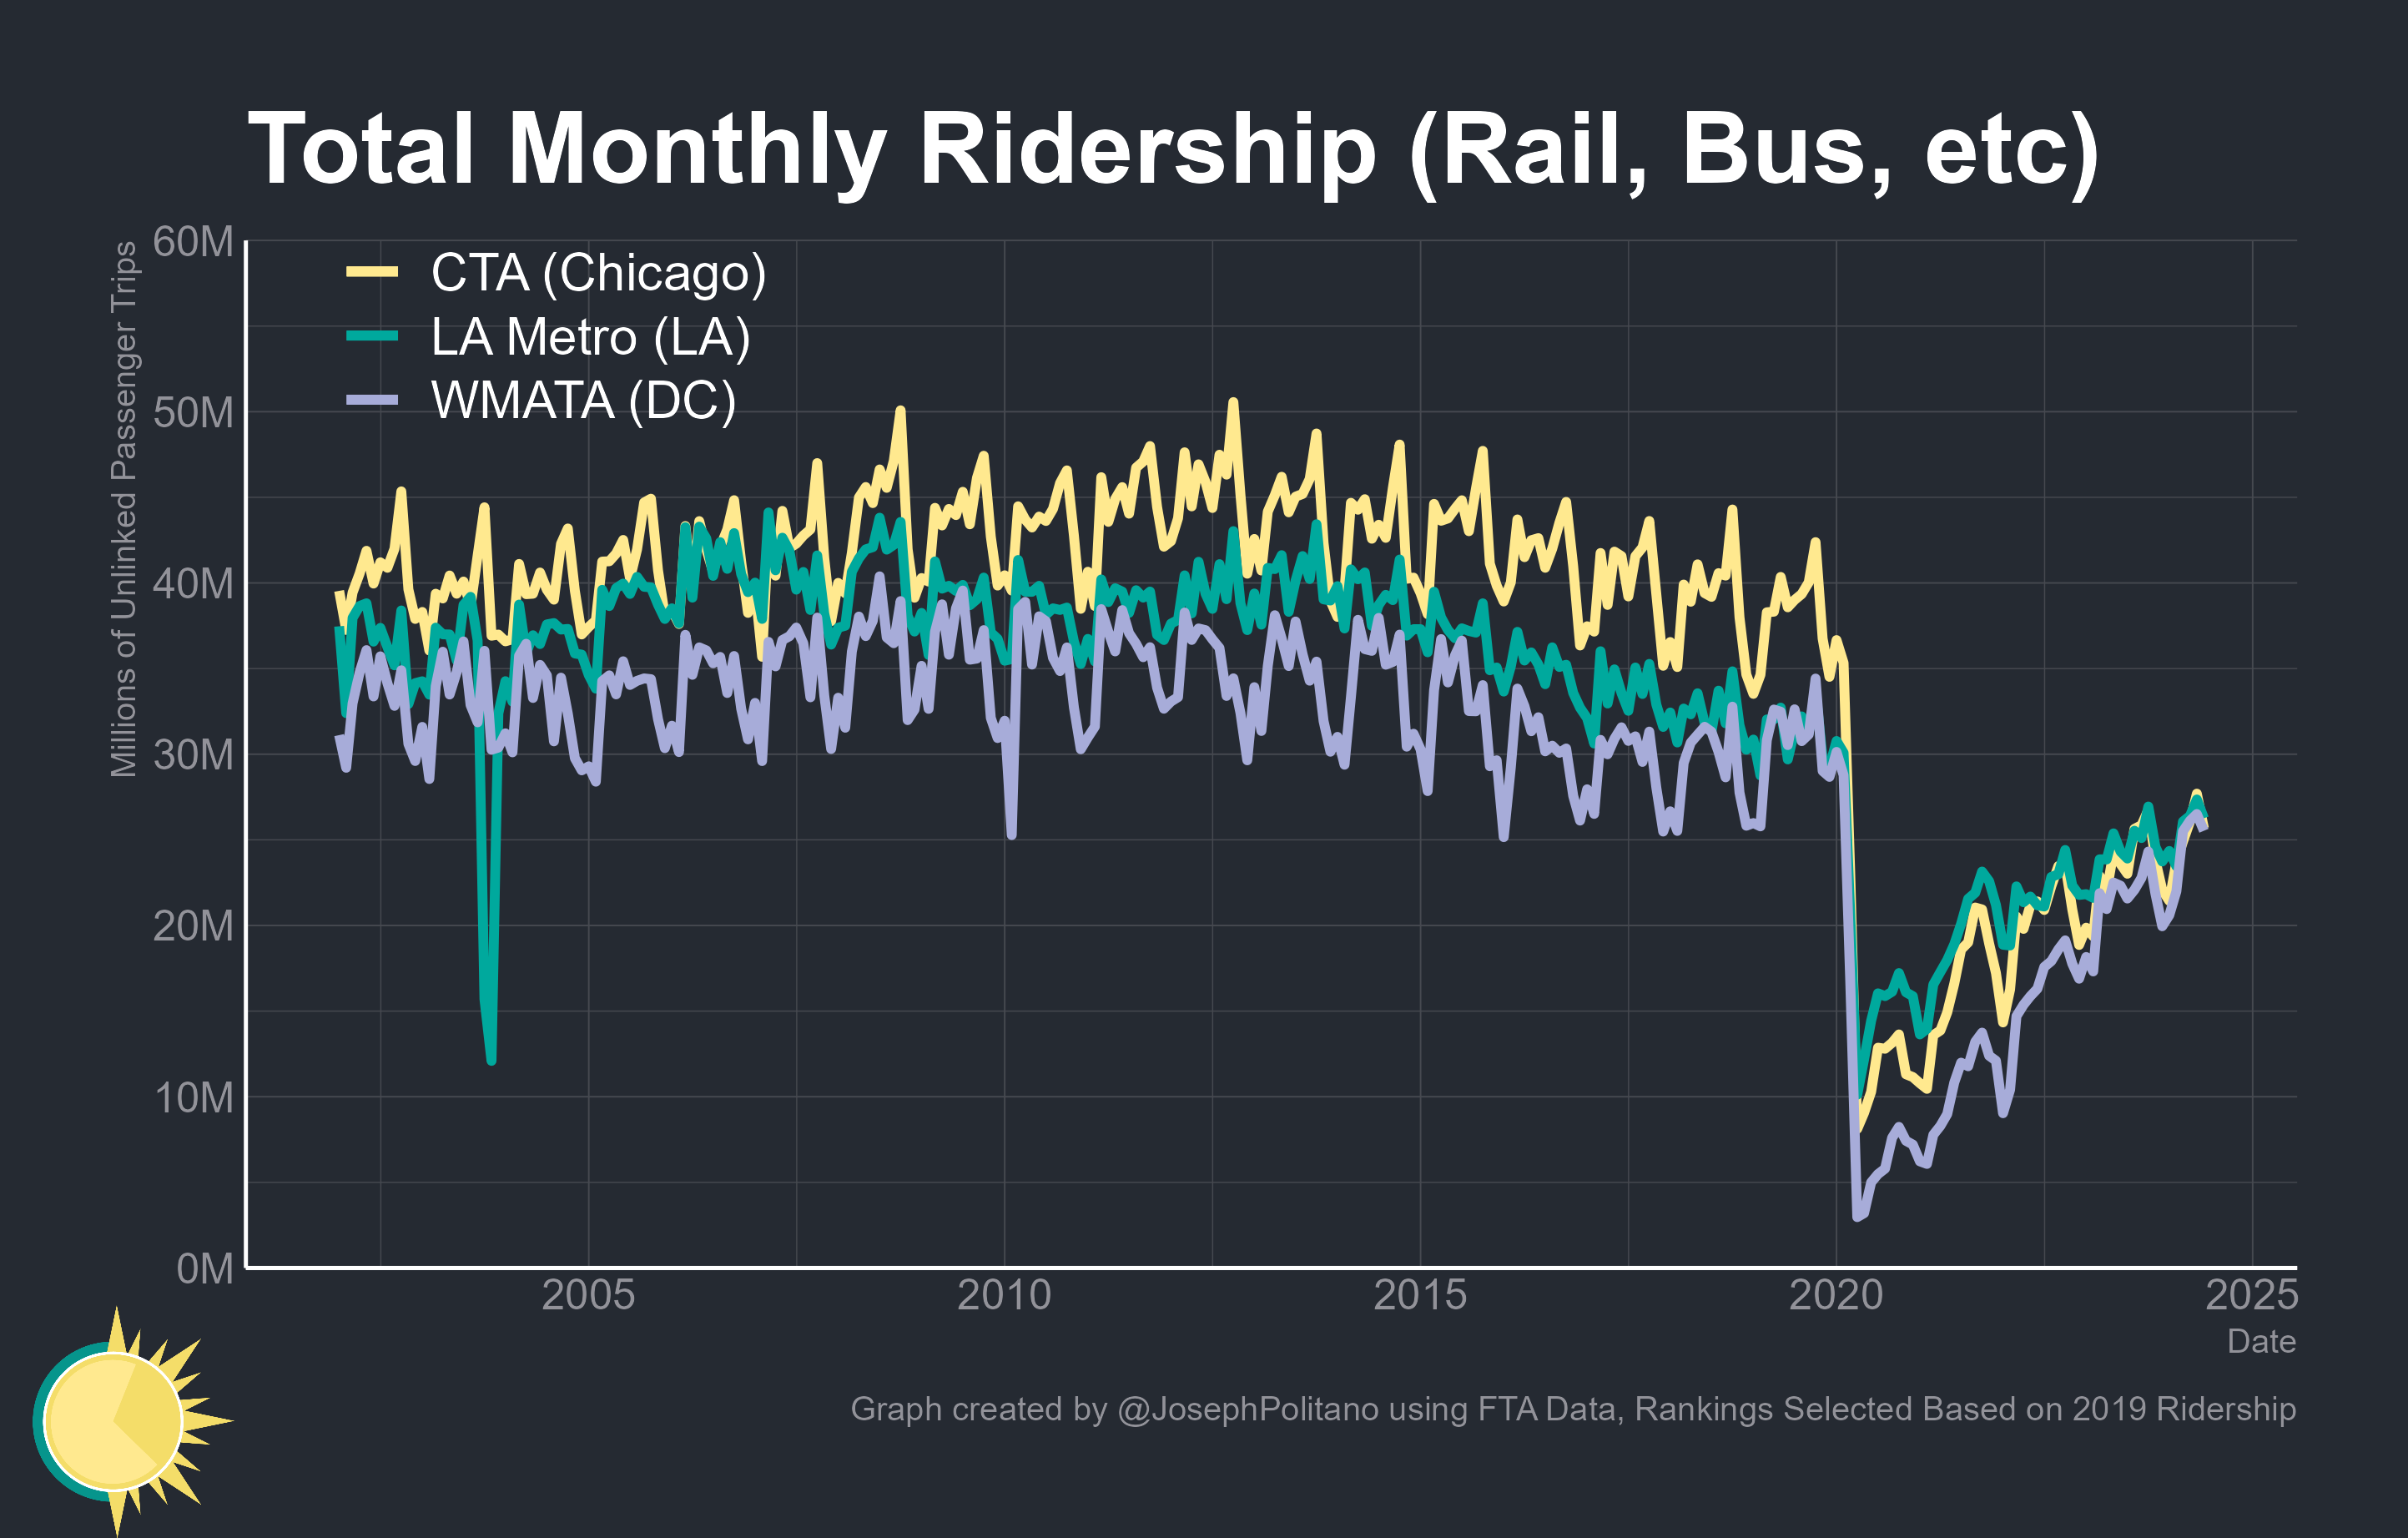 Total Monthly Ridership (Rail, Bus, etc)
Millions of Unlinked Passenger Trips
60M
50M
40M
30M
20M
10M
0M
CTA (Chicago)
LA Metro (LA)
WMATA (DC)
2005
2010
2015
2020
2025
Date
Graph created by @JosephPolitano using FTA Data, Rankings Selected Based on 2019 Ridership